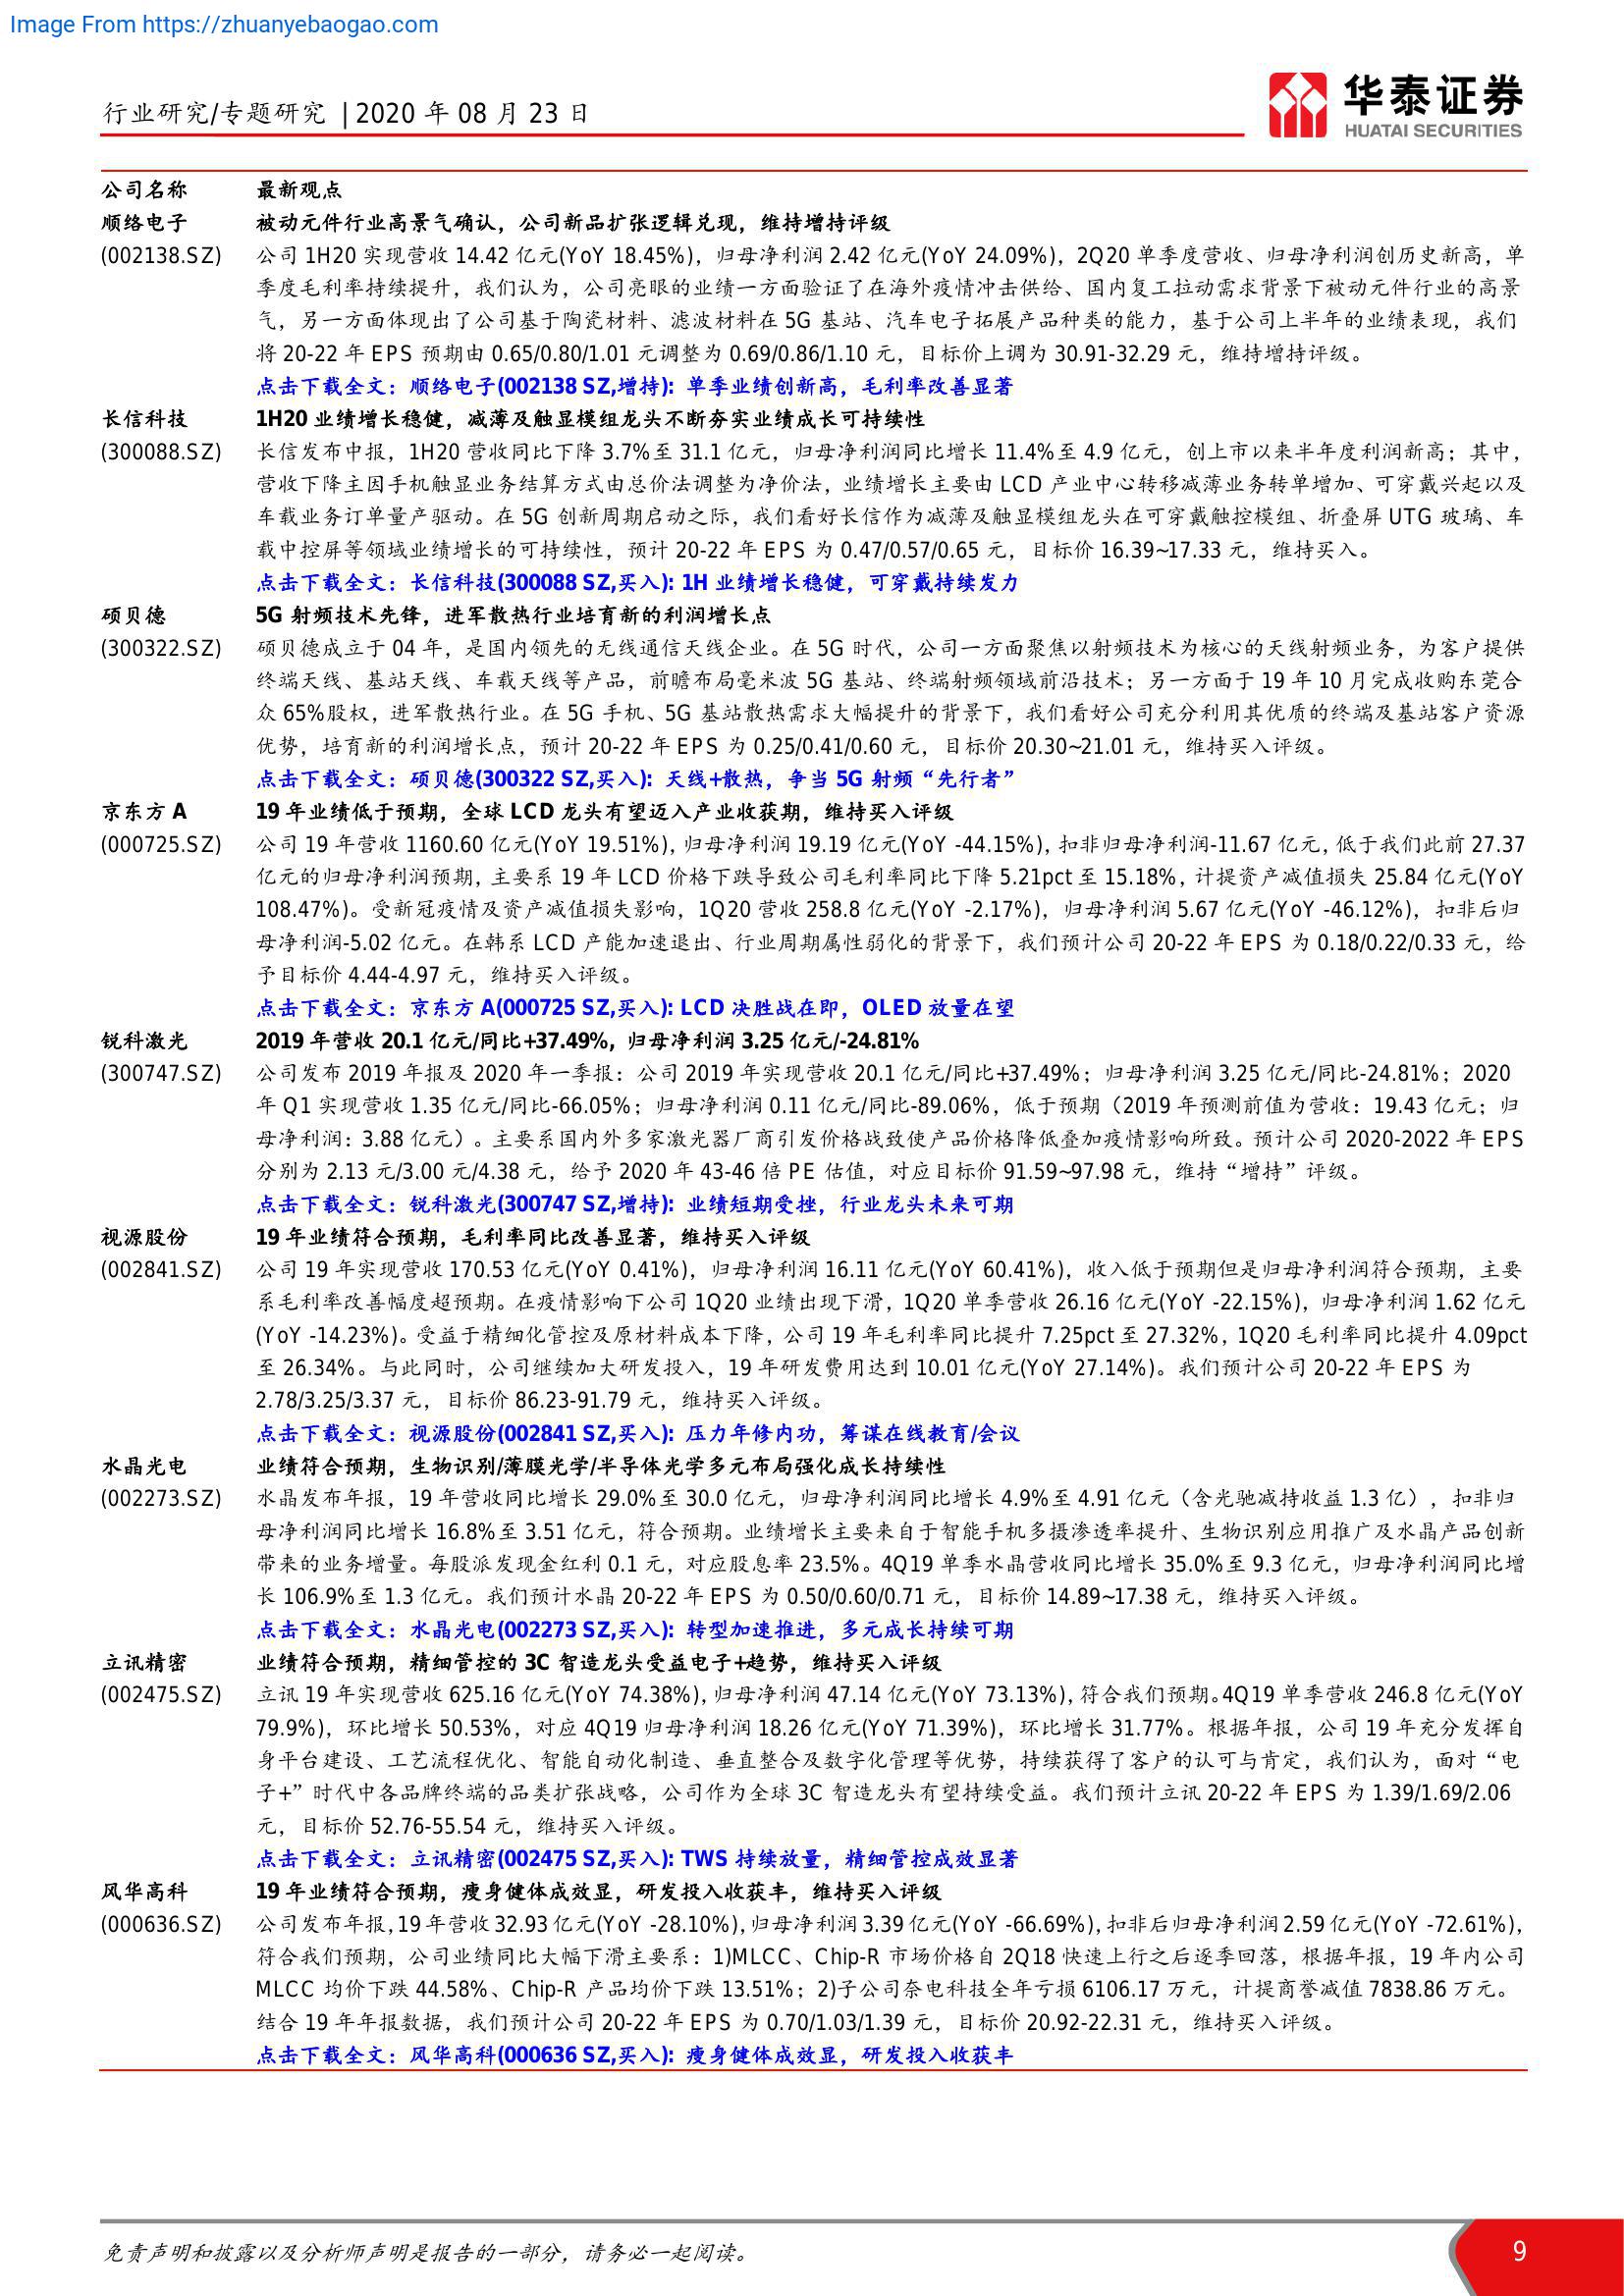 Image From https://zhuanyebaogao.com
行业研究/专题研究 | 2020 年 08 月 23 日
华泰证券
HUATAI SECURITIES
公司名称 最新观点
顺络电子 被动元件行业高景气确认，公司新品扩张逻辑兑现，维持增持评级
(002138.SZ) 公司 1H20 实现营收 14.42 亿元(YoY 18.45%)，归母净利润 2.42 亿元(YoY 24.09%)，2Q20 单季度营收、归母净利润创历史新高，单
季度毛利率持续提升，我们认为，公司亮眼的业绩一方面验证了在海外疫情冲击供给、国内复工拉动需求背景下被动元件行业的高景
气，另一方面体现出了公司基于陶瓷材料、滤波材料在 5G 基站、汽车电子拓展产品种类的能力，基于公司上半年的业绩表现，我们
将 20-22 年 EPS 预期由 0.65/0.80/1.01 元调整为 0.69/0.86/1.10 元，目标价上调为 30.91-32.29 元，维持增持评级。
点击下载全文：顺络电子(002138 SZ,增持): 单季业绩创新高，毛利率改善显著
长信科技 1H20 业绩增长稳健，减薄及触显模组龙头不断夯实业绩成长可持续性
(300088.SZ) 长信发布中报，1H20 营收同比下降 3.7%至 31.1 亿元，归母净利润同比增长 11.4%至 4.9 亿元，创上市以来半年度利润新高；其中，
营收下降主因手机触显业务结算方式由总价法调整为净价法，业绩增长主要由 LCD 产业中心转移减薄业务转单增加、可穿戴兴起以及
车载业务订单量产驱动。在 5G 创新周期启动之际，我们看好长信作为减薄及触显模组龙头在可穿戴触控模组、折叠屏 UTG 玻璃、车
载中控屏等领域业绩增长的可持续性，预计 20-22 年 EPS 为 0.47/0.57/0.65 元，目标价 16.39~17.33 元，维持买入。
点击下载全文：长信科技(300088 SZ,买入): 1H 业绩增长稳健，可穿戴持续发力
硕贝德 5G 射频技术先锋，进军散热行业培育新的利润增长点
(300322.SZ) 硕贝德成立于 04 年，是国内领先的无线通信天线企业。在 5G 时代，公司一方面聚焦以射频技术为核心的天线射频业务，为客户提供
终端天线、基站天线、车载天线等产品，前瞻布局毫米波 5G 基站、终端射频领域前沿技术；另一方面于 19 年 10 月完成收购东莞合
众 65%股权，进军散热行业。在 5G 手机、5G 基站散热需求大幅提升的背景下，我们看好公司充分利用其优质的终端及基站客户资源
优势，培育新的利润增长点，预计 20-22 年 EPS 为 0.25/0.41/0.60 元，目标价 20.30~21.01 元，维持买入评级。
点击下载全文：硕贝德(300322 SZ,买入): 天线+散热，争当 5G 射频“先行者”
京东方 A 19 年业绩低于预期，全球 LCD 龙头有望迈入产业收获期，维持买入评级
(000725.SZ) 公司 19 年营收 1160.60 亿元(YoY 19.51%)，归母净利润 19.19 亿元(YoY -44.15%)，扣非归母净利润-11.67 亿元，低于我们此前 27.37
亿元的归母净利润预期，主要系 19 年 LCD 价格下跌导致公司毛利率同比下降 5.21pct 至 15.18%，计提资产减值损失 25.84 亿元(YoY
108.47%)。受新冠疫情及资产减值损失影响，1Q20 营收 258.8 亿元(YoY -2.17%)，归母净利润 5.67 亿元(YoY -46.12%)，扣非后归
母净利润-5.02 亿元。在韩系 LCD 产能加速退出、行业周期属性弱化的背景下，我们预计公司 20-22 年 EPS 为 0.18/0.22/0.33 元，给
予目标价 4.44-4.97 元，维持买入评级。
点击下载全文：京东方 A(000725 SZ,买入): LCD 决胜战在即，OLED 放量在望
锐科激光 2019 年营收 20.1 亿元/同比+37.49%，归母净利润 3.25 亿元/-24.81%
(300747.SZ) 公司发布 2019 年报及 2020 年一季报：公司 2019 年实现营收 20.1 亿元/同比+37.49%；归母净利润 3.25 亿元/同比-24.81%；2020
年 Q1 实现营收 1.35 亿元/同比-66.05%；归母净利润 0.11 亿元/同比-89.06%，低于预期（2019 年预测前值为营收：19.43 亿元；归
母净利润：3.88 亿元）。主要系国内外多家激光器厂商引发价格战致使产品价格降低叠加疫情影响所致。预计公司 2020-2022 年 EPS
分别为 2.13 元/3.00 元/4.38 元，给予 2020 年 43-46 倍 PE 估值，对应目标价 91.59~97.98 元，维持“增持”评级。
点击下载全文：锐科激光(300747 SZ,增持): 业绩短期受挫，行业龙头未来可期
视源股份 19 年业绩符合预期，毛利率同比改善显著，维持买入评级
(002841.SZ) 公司 19 年实现营收 170.53 亿元(YoY 0.41%)，归母净利润 16.11 亿元(YoY 60.41%)，收入低于预期但是归母净利润符合预期，主要
系毛利率改善幅度超预期。在疫情影响下公司 1Q20 业绩出现下滑，1Q20 单季营收 26.16 亿元(YoY -22.15%)，归母净利润 1.62 亿元
(YoY -14.23%)。受益于精细化管控及原材料成本下降，公司 19 年毛利率同比提升 7.25pct 至 27.32%，1Q20 毛利率同比提升 4.09pct
至 26.34%。与此同时，公司继续加大研发投入，19 年研发费用达到 10.01 亿元(YoY 27.14%)。我们预计公司 20-22 年 EPS 为
2.78/3.25/3.37 元，目标价 86.23-91.79 元，维持买入评级。
点击下载全文：视源股份(002841 SZ,买入): 压力年修内功，筹谋在线教育/会议
水晶光电 业绩符合预期，生物识别/薄膜光学/半导体光学多元布局强化成长持续性
(002273.SZ) 水晶发布年报，19 年营收同比增长 29.0%至 30.0 亿元，归母净利润同比增长 4.9%至 4.91 亿元（含光驰减持收益 1.3 亿），扣非归
母净利润同比增长 16.8%至 3.51 亿元，符合预期。业绩增长主要来自于智能手机多摄渗透率提升、生物识别应用推广及水晶产品创新
带来的业务增量。每股派发现金红利 0.1 元，对应股息率 23.5%。4Q19 单季水晶营收同比增长 35.0%至 9.3 亿元，归母净利润同比增
长 106.9%至 1.3 亿元。我们预计水晶 20-22 年 EPS 为 0.50/0.60/0.71 元，目标价 14.89~17.38 元，维持买入评级。
点击下载全文：水晶光电(002273 SZ,买入): 转型加速推进，多元成长持续可期
立讯精密 业绩符合预期，精细管控的 3C 智造龙头受益电子+趋势，维持买入评级
(002475.SZ) 立讯 19 年实现营收 625.16 亿元(YoY 74.38%)，归母净利润 47.14 亿元(YoY 73.13%)，符合我们预期。4Q19 单季营收 246.8 亿元(YoY
79.9%)，环比增长 50.53%，对应 4Q19 归母净利润 18.26 亿元(YoY 71.39%)，环比增长 31.77%。根据年报，公司 19 年充分发挥自
身平台建设、工艺流程优化、智能自动化制造、垂直整合及数字化管理等优势，持续获得了客户的认可与肯定，我们认为，面对“电
子+”时代中各品牌终端的品类扩张战略，公司作为全球 3C 智造龙头有望持续受益。我们预计立讯 20-22 年 EPS 为 1.39/1.69/2.06
元，目标价 52.76-55.54 元，维持买入评级。
点击下载全文：立讯精密(002475 SZ,买入): TWS 持续放量，精细管控成效显著
风华高科 19 年业绩符合预期，瘦身健体成效显，研发投入收获丰，维持买入评级
(000636.SZ) 公司发布年报，19 年营收 32.93 亿元(YoY -28.10%)，归母净利润 3.39 亿元(YoY -66.69%)，扣非后归母净利润 2.59 亿元(YoY -72.61%)，
符合我们预期，公司业绩同比大幅下滑主要系：1)MLCC、Chip-R 市场价格自 2Q18 快速上行之后逐季回落，根据年报，19 年内公司
MLCC 均价下跌 44.58%、Chip-R 产品均价下跌 13.51%；2)子公司奈电科技全年亏损 6106.17 万元，计提商誉减值 7838.86 万元。
结合 19 年年报数据，我们预计公司 20-22 年 EPS 为 0.70/1.03/1.39 元，目标价 20.92-22.31 元，维持买入评级。
点击下载全文：风华高科(000636 SZ,买入): 瘦身健体成效显，研发投入收获丰
免责声明和披露以及分析师声明是报告的一部分，请务必一起阅读。
9